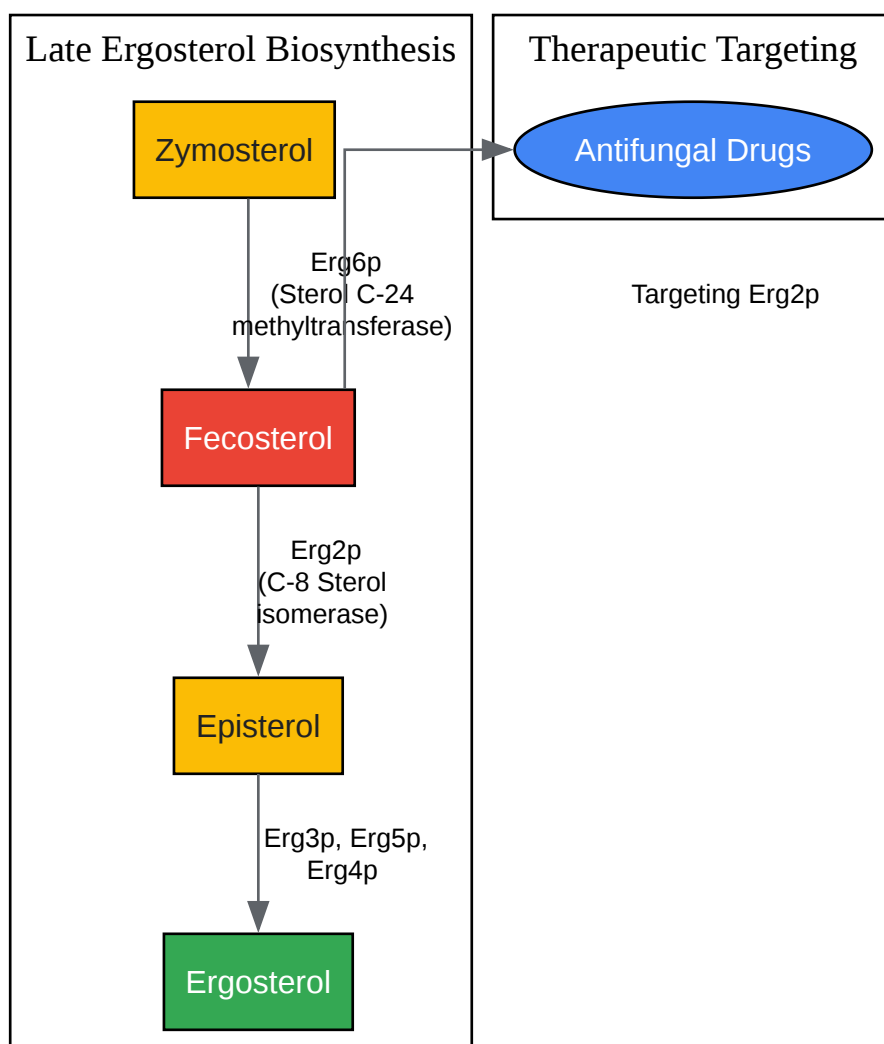 Late Ergosterol Biosynthesis
Zymosterol
Erg6p
(Sterol C-24
methyltransferase)
Fecosterol
Erg2p
(C-8 Sterol
isomerase)
Episterol
Erg3p, Erg5p,
Erg4p
Ergosterol
Therapeutic Targeting
Antifungal Drugs
Targeting Erg2p